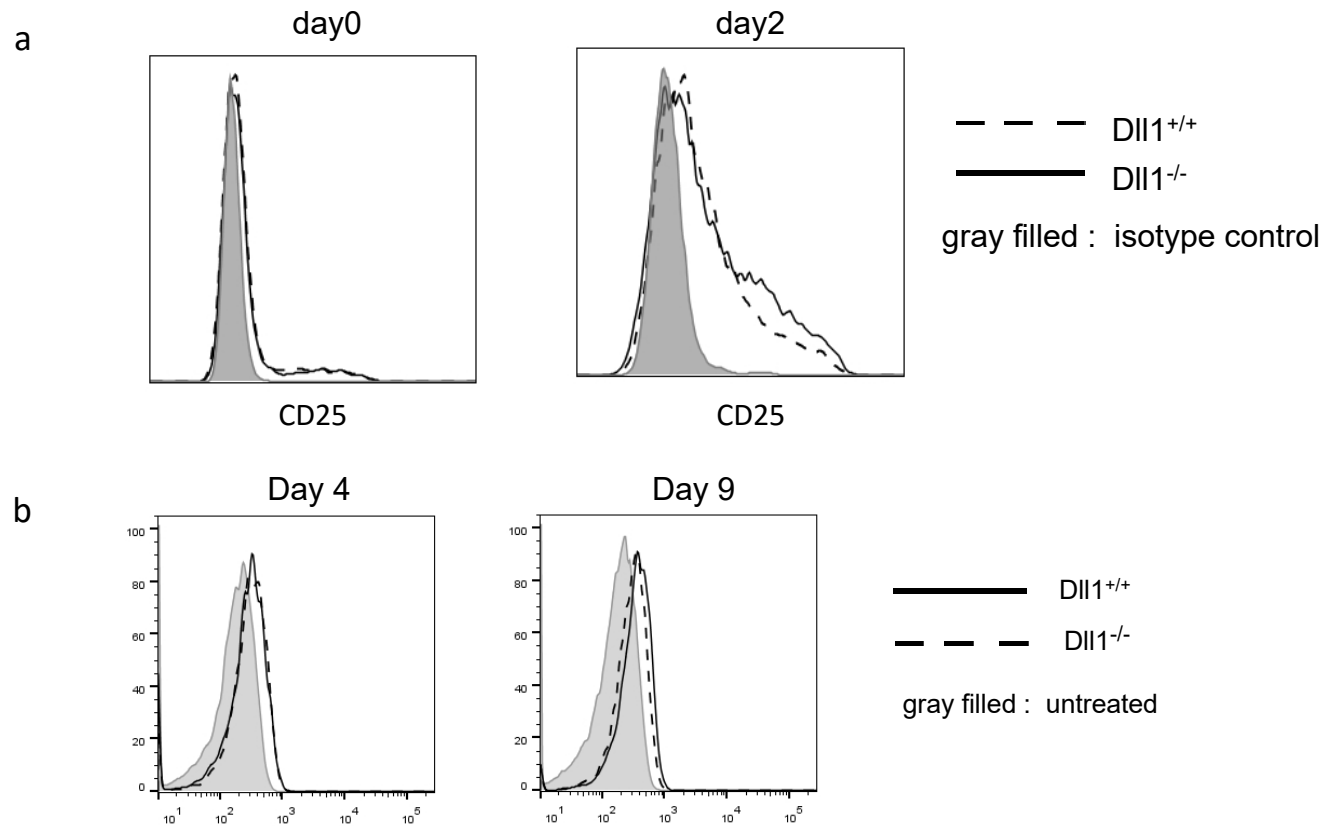 a
day0
day2
Dll1+/+
Dll1-/-
gray filled : isotype control
CD25
CD25
b
Day 4
Day 9
100
80
60
40
20
0
10^1 10^2 10^3 10^4 10^5
100
80
60
40
20
0
10^1 10^2 10^3 10^4 10^5
Dll1+/+
Dll1-/-
gray filled : untreated